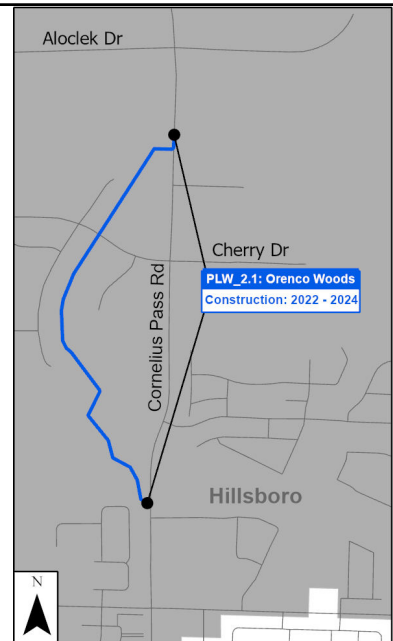 Aloclek Dr
Cherry Dr
PLW_2.1: Orenco Woods
Construction: 2022 - 2024
Cornelius Pass Rd
Hillsboro
N